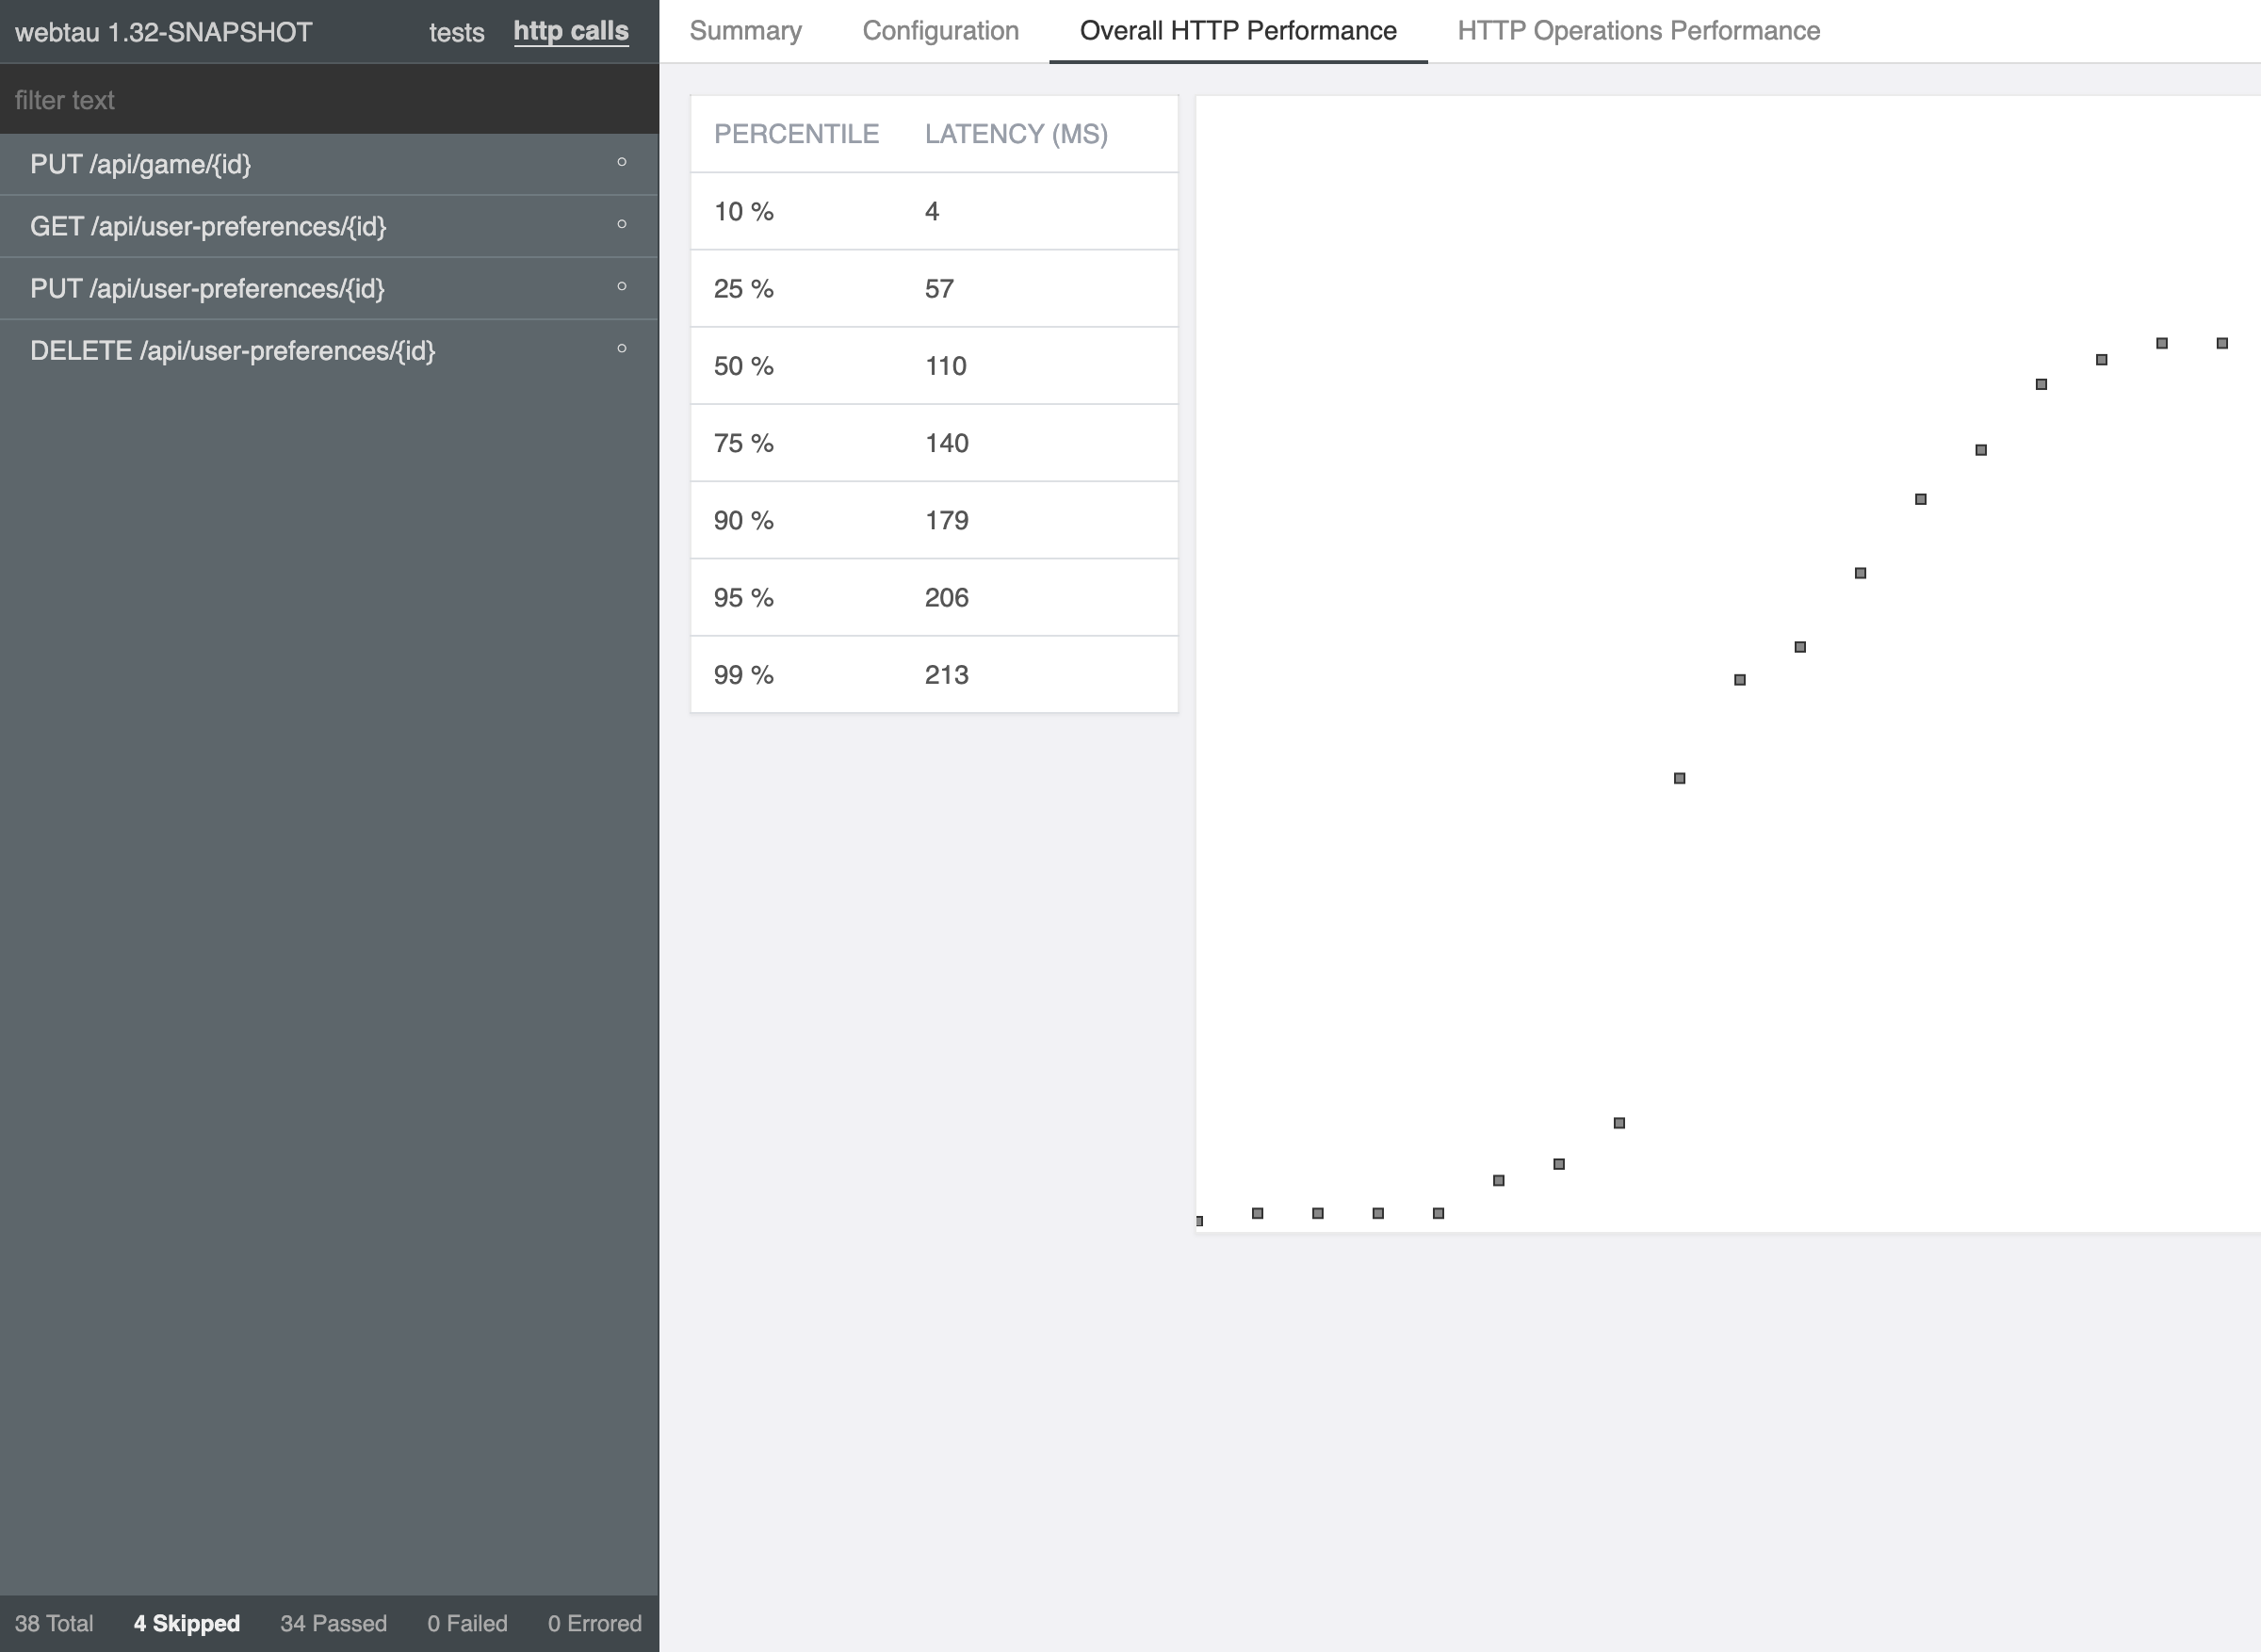 webtau 1.32-SNAPSHOT tests http calls
filter text
PUT /api/game/{id}
GET /api/user-preferences/{id}
PUT /api/user-preferences/{id}
DELETE /api/user-preferences/{id}
38 Total 4 Skipped 34 Passed 0 Failed 0 Errored
Summary Configuration Overall HTTP Performance HTTP Operations Performance
PERCENTILE LATENCY (MS)
10 % 4
25 % 57
50 % 110
75 % 140
90 % 179
95 % 206
99 % 213